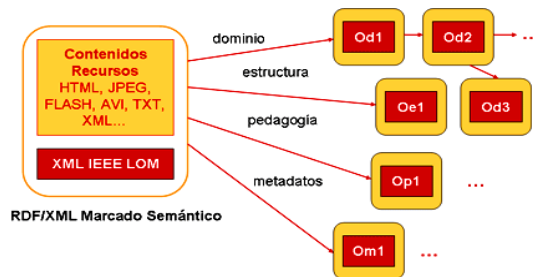 Contenidos
Recursos
HTML, JPEG,
FLASH, AVI, TXT,
XML...
XML IEEE LOM
RDF/XML Marcado Semántico
dominio
estructura
pedagogía
metadatos
Od1
Od2
...
Oe1
Od3
Op1
...
Om1
...